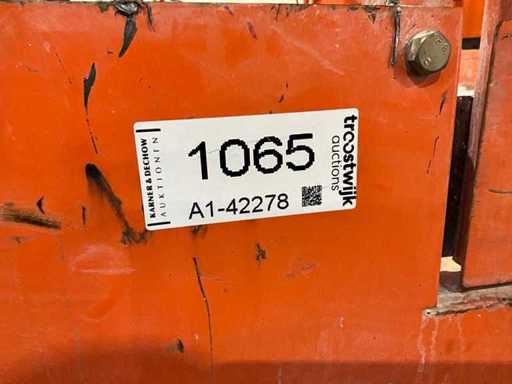 KARNER & DECHOW
AUKTIONEN
1065
A1-42278
troostwijk
auctions